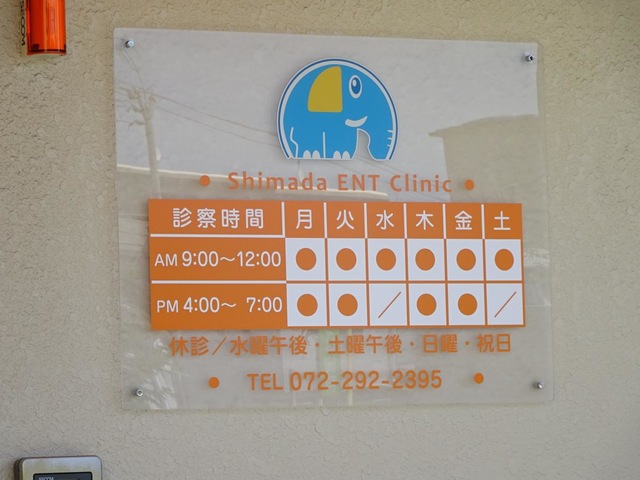 Shimada ENT Clinic
診察時間 月 火 水 木 金 土
AM 9:00〜12:00 ● ● ● ● ● ●
PM 4:00〜 7:00 ● ● ／ ● ● ／
休診／水曜午後・土曜午後・日曜・祝日
TEL 072-292-2395